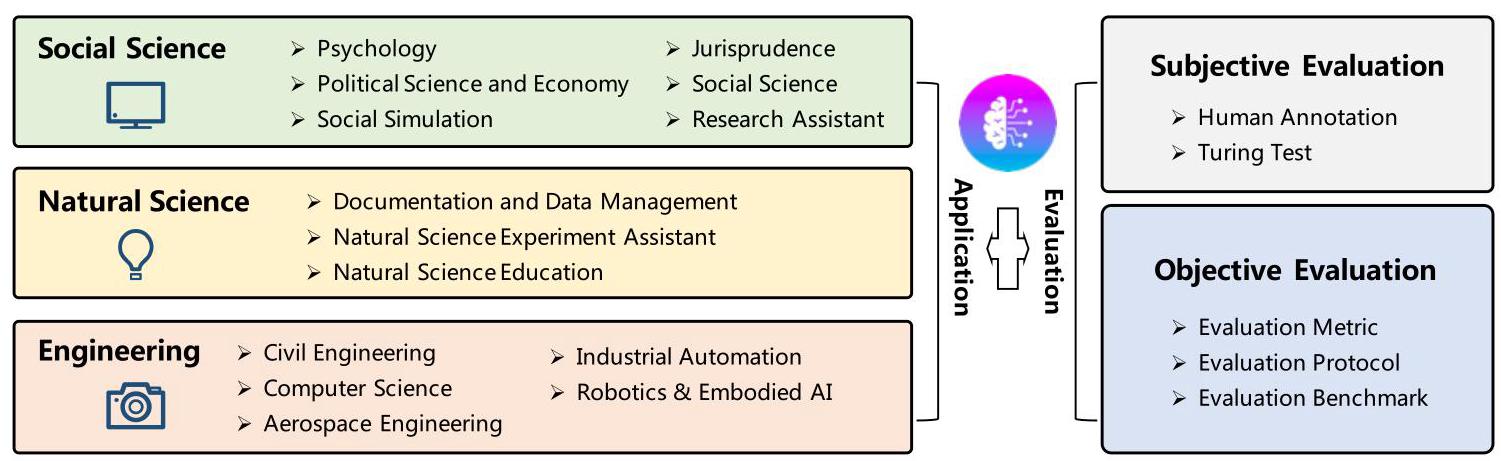 Social Science
Psychology
Political Science and Economy
Social Simulation
Jurisprudence
Social Science
Research Assistant
Natural Science
Documentation and Data Management
Natural Science Experiment Assistant
Natural Science Education
Engineering
Civil Engineering
Computer Science
Aerospace Engineering
Industrial Automation
Robotics & Embodied AI
Application
Evaluation
Subjective Evaluation
Human Annotation
Turing Test
Objective Evaluation
Evaluation Metric
Evaluation Protocol
Evaluation Benchmark